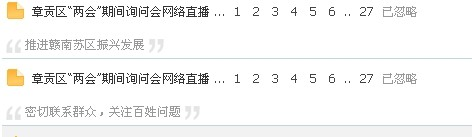 章贡区“两会”期间询问会网络直播 ... 1 2 3 4 5 6 .. 27 已忽略
推进赣南苏区振兴发展
章贡区“两会”期间询问会网络直播 ... 1 2 3 4 5 6 .. 27 已忽略
密切联系群众，关注百姓问题